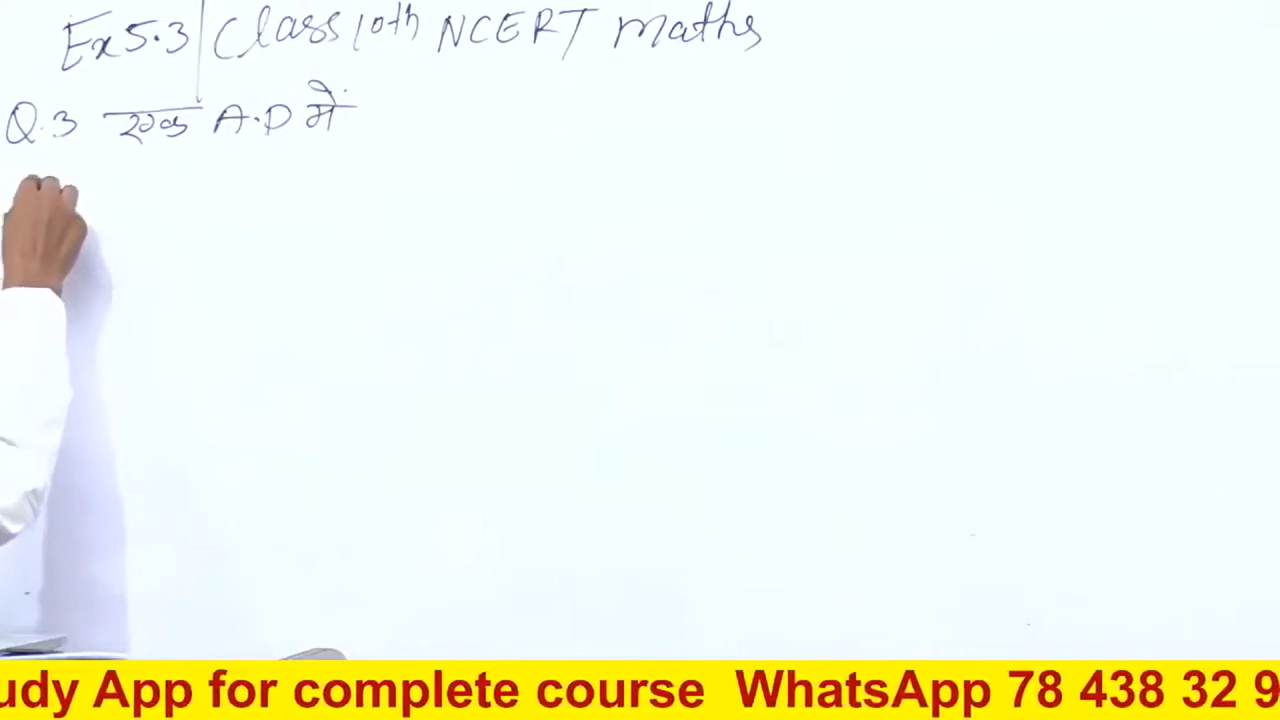 Ex 5.3 | Class 10th NCERT Maths
Q.3 एक A.P में
udy App for complete course WhatsApp 78 438 32 9